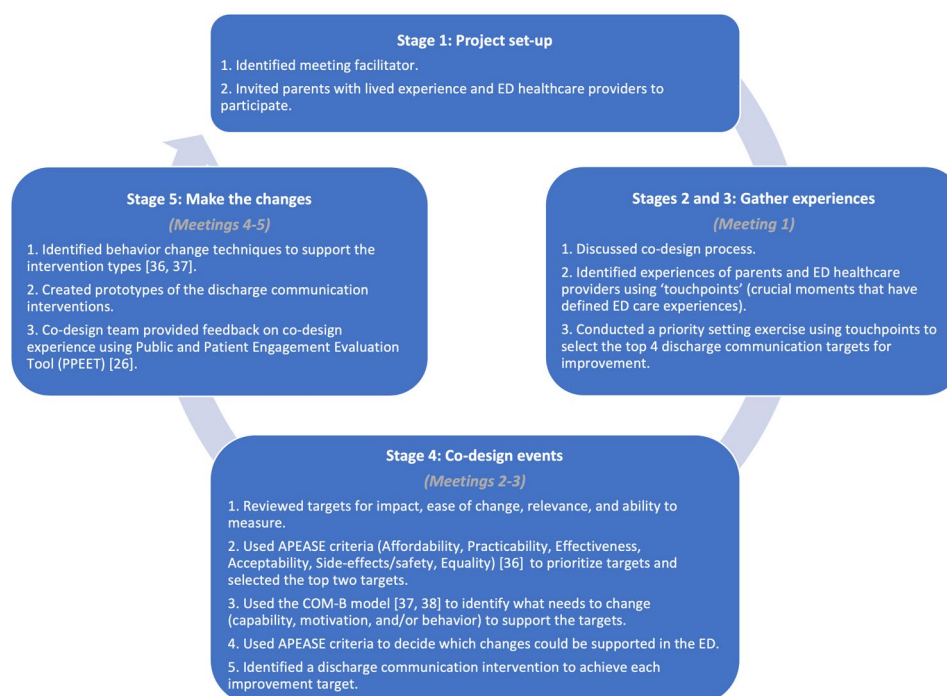 Stage 1: Project set-up
1. Identified meeting facilitator.
2. Invited parents with lived experience and ED healthcare providers to
participate.
Stages 2 and 3: Gather experiences
(Meeting 1)
1. Discussed co-design process.
2. Identified experiences of parents and ED healthcare
providers using ‘touchpoints’ (crucial moments that have
defined ED care experiences).
3. Conducted a priority setting exercise using touchpoints to
select the top 4 discharge communication targets for
improvement.
Stage 4: Co-design events
(Meetings 2-3)
1. Reviewed targets for impact, ease of change, relevance, and ability to
measure.
2. Used APEASE criteria (Affordability, Practicability, Effectiveness,
Acceptability, Side-effects/safety, Equality) [36] to prioritize targets and
selected the top two targets.
3. Used the COM-B model [37, 38] to identify what needs to change
(capability, motivation, and/or behavior) to support the targets.
4. Used APEASE criteria to decide which changes could be supported in the ED.
5. Identified a discharge communication intervention to achieve each
improvement target.
Stage 5: Make the changes
(Meetings 4-5)
1. Identified behavior change techniques to support the
intervention types [36, 37].
2. Created prototypes of the discharge communication
interventions.
3. Co-design team provided feedback on co-design
experience using Public and Patient Engagement Evaluation
Tool (PPEET) [26].